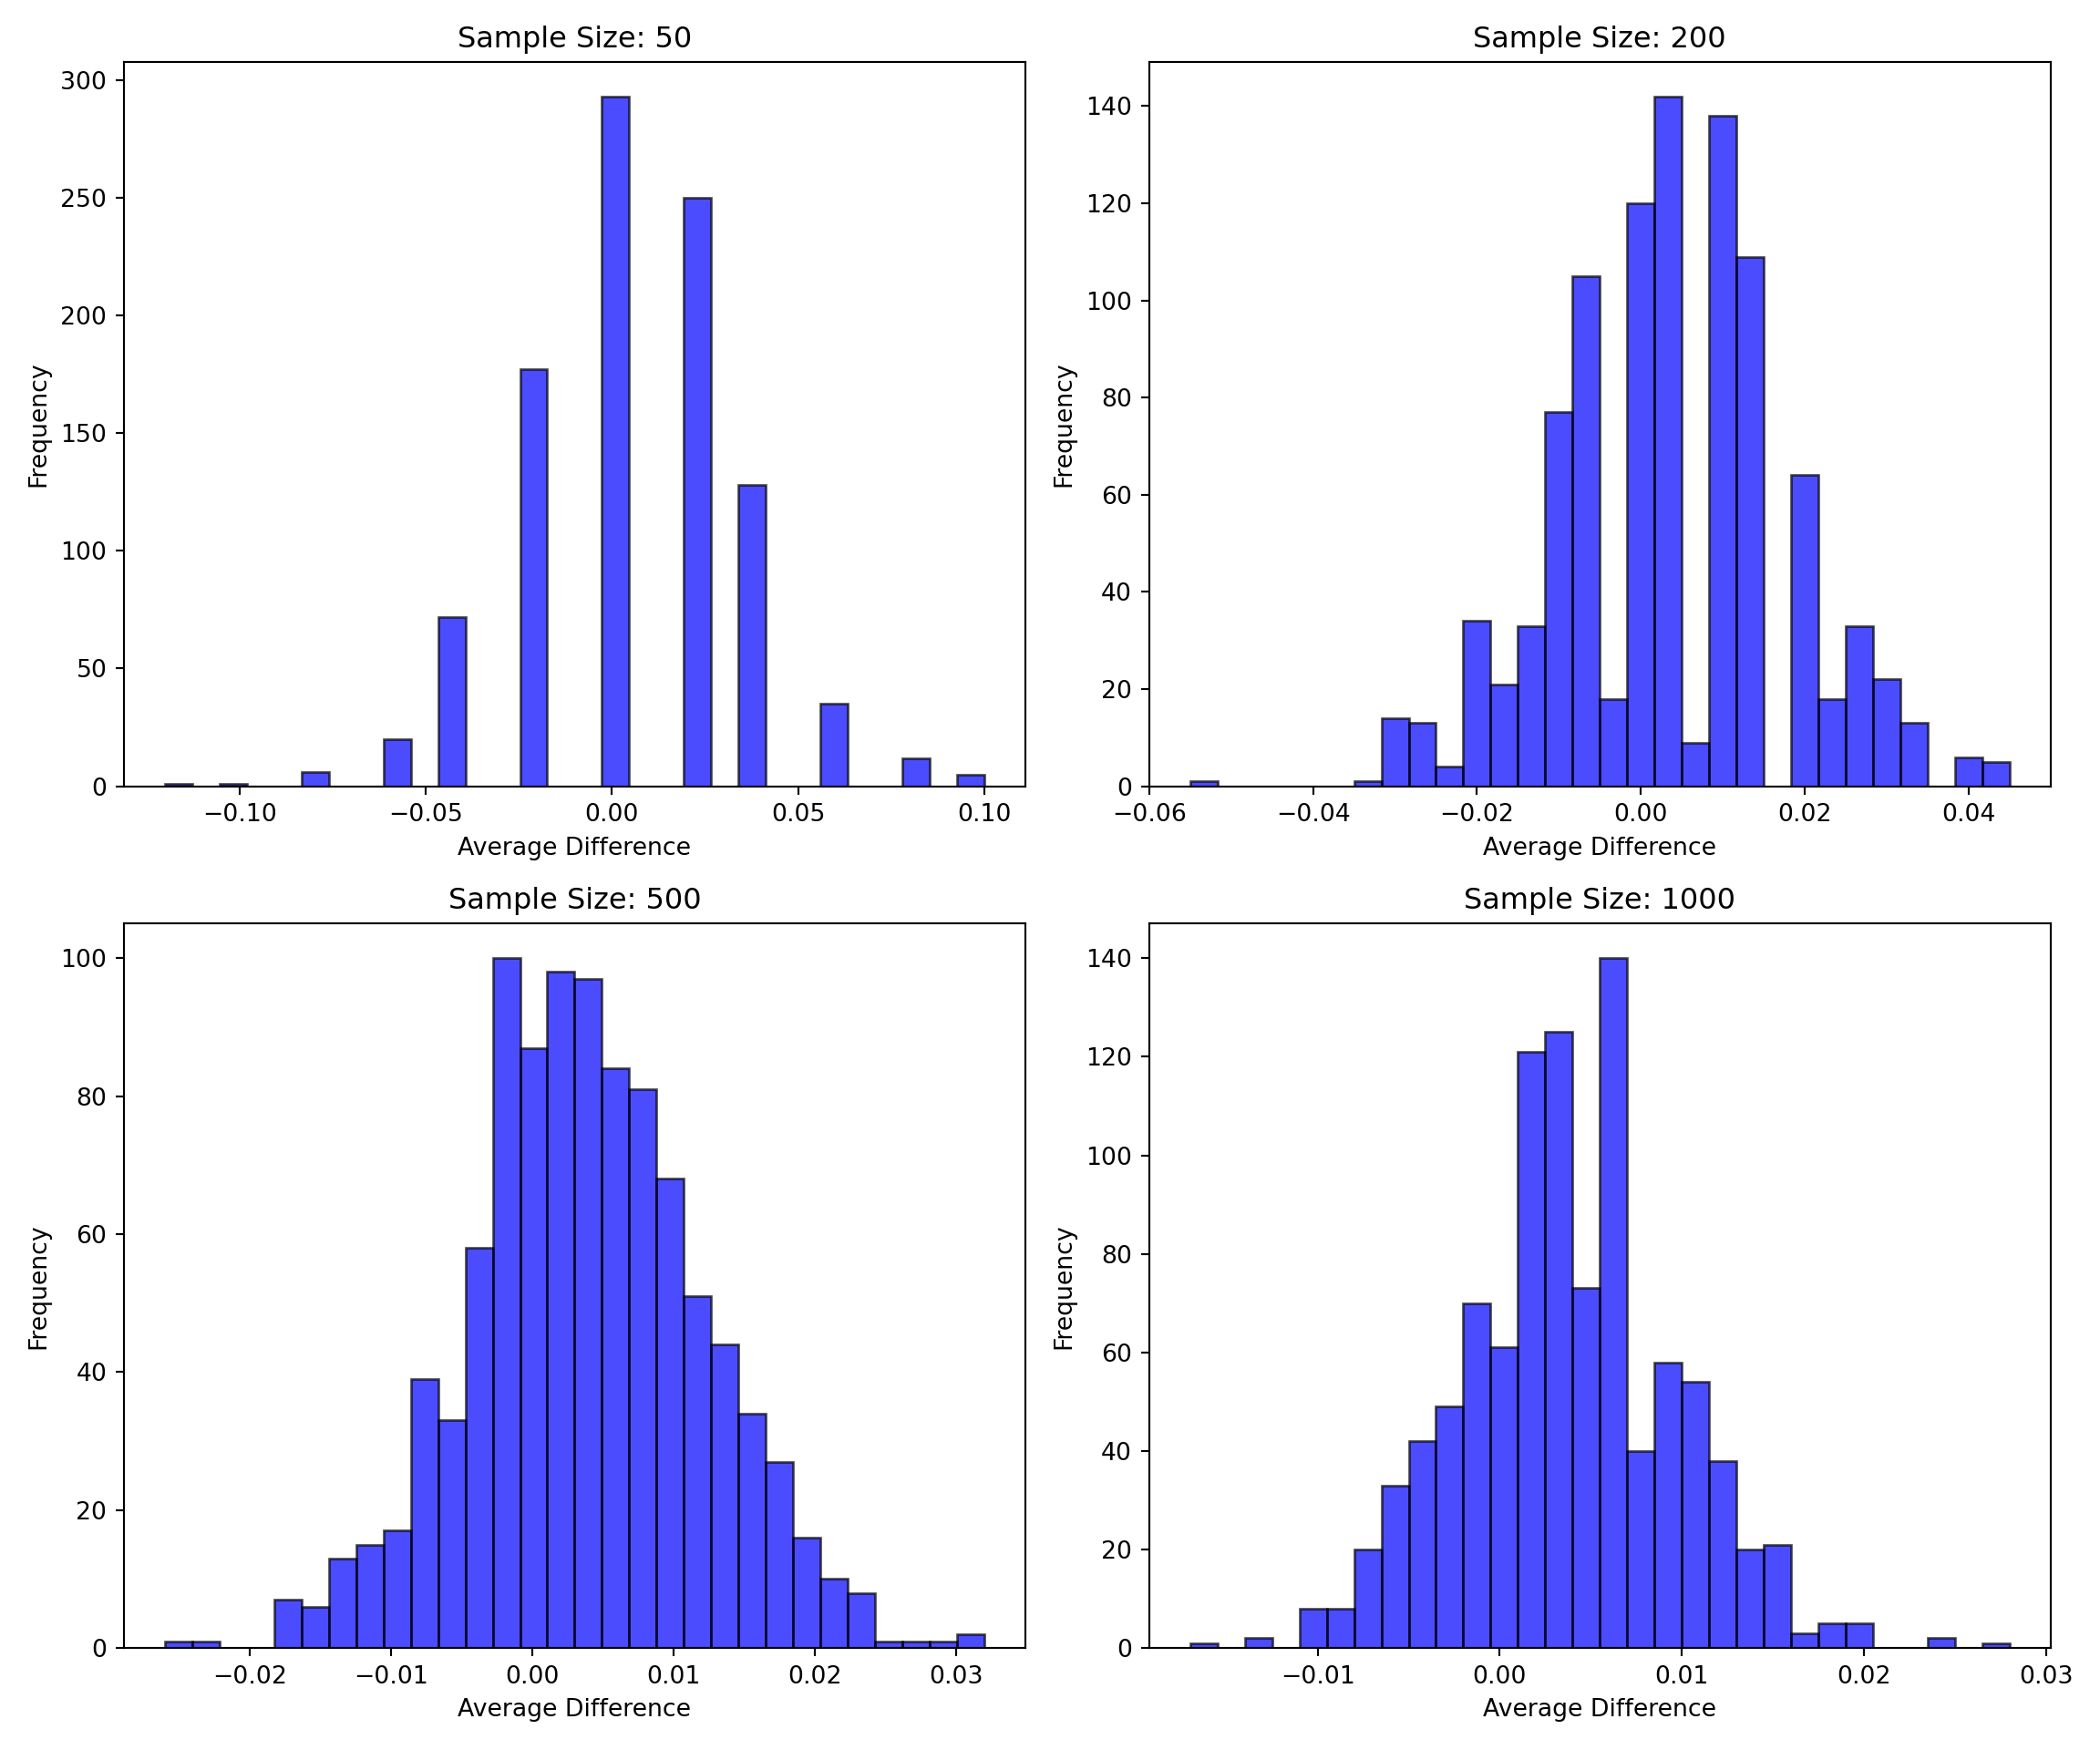 Sample Size: 50
300
250
200
150
100
50
0
Frequency
−0.10 −0.05 0.00 0.05 0.10
Average Difference
Sample Size: 200
140
120
100
80
60
40
20
0
Frequency
−0.06 −0.04 −0.02 0.00 0.02 0.04
Average Difference
Sample Size: 500
100
80
60
40
20
0
Frequency
−0.02 −0.01 0.00 0.01 0.02 0.03
Average Difference
Sample Size: 1000
140
120
100
80
60
40
20
0
Frequency
−0.01 0.00 0.01 0.02 0.03
Average Difference